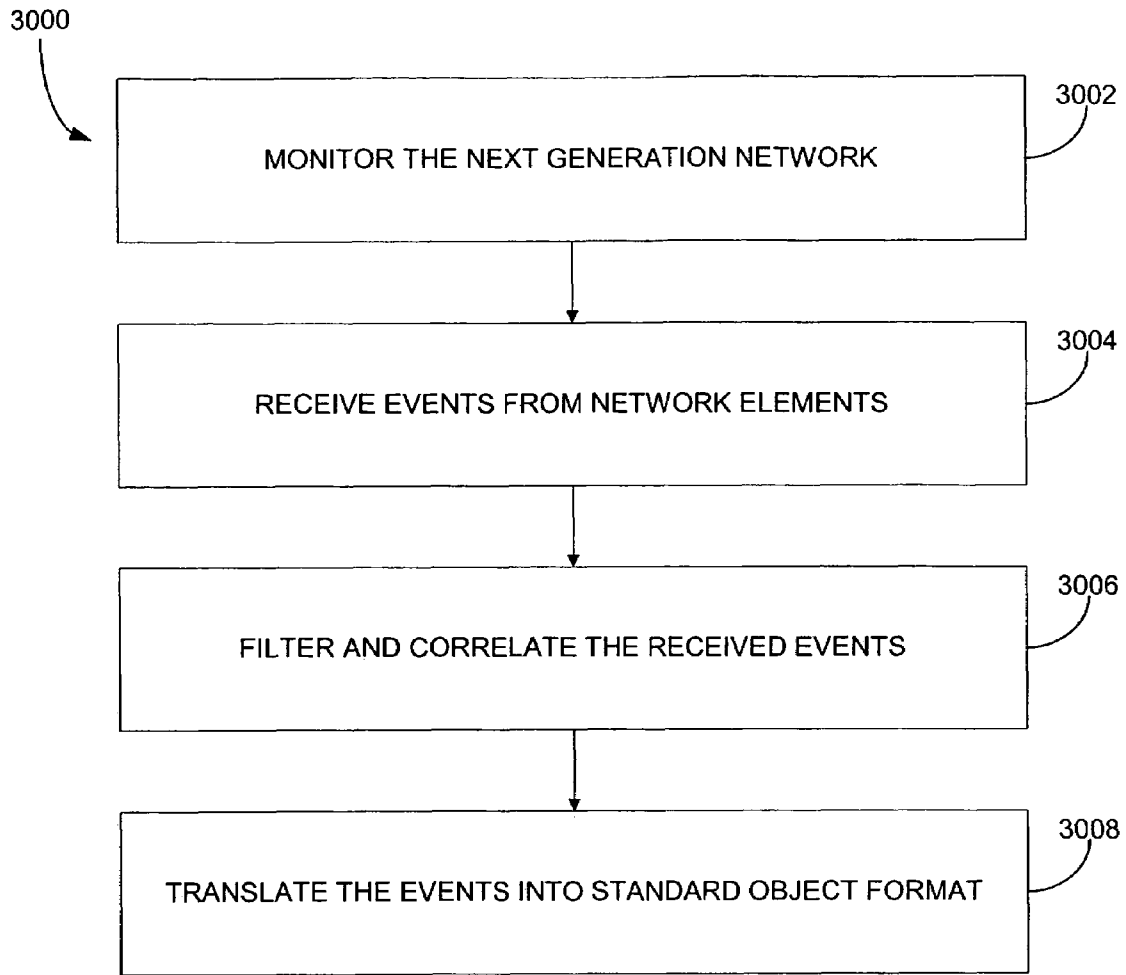 3000
3002
MONITOR THE NEXT GENERATION NETWORK
3004
RECEIVE EVENTS FROM NETWORK ELEMENTS
3006
FILTER AND CORRELATE THE RECEIVED EVENTS
3008
TRANSLATE THE EVENTS INTO STANDARD OBJECT FORMAT